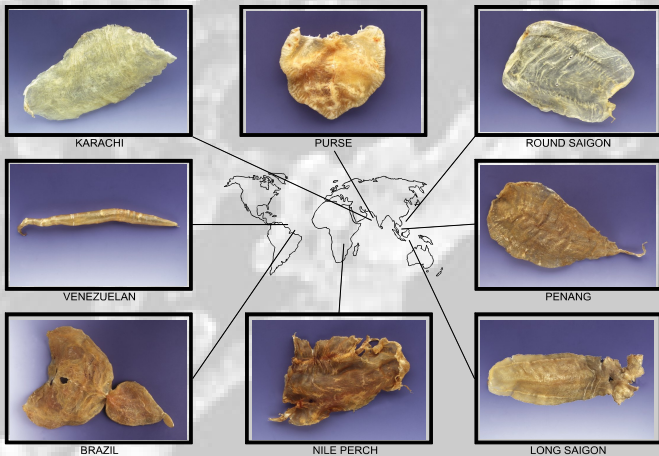 KARACHI
PURSE
ROUND SAIGON
VENEZUELAN
PENANG
BRAZIL
NILE PERCH
LONG SAIGON